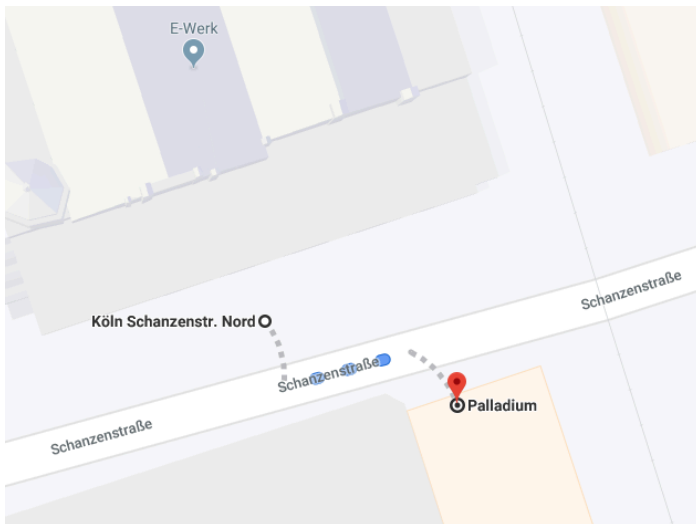 E-Werk
Köln Schanzenstr. Nord
Schanzenstraße
Schanzenstraße
Palladium
Schanzenstraße